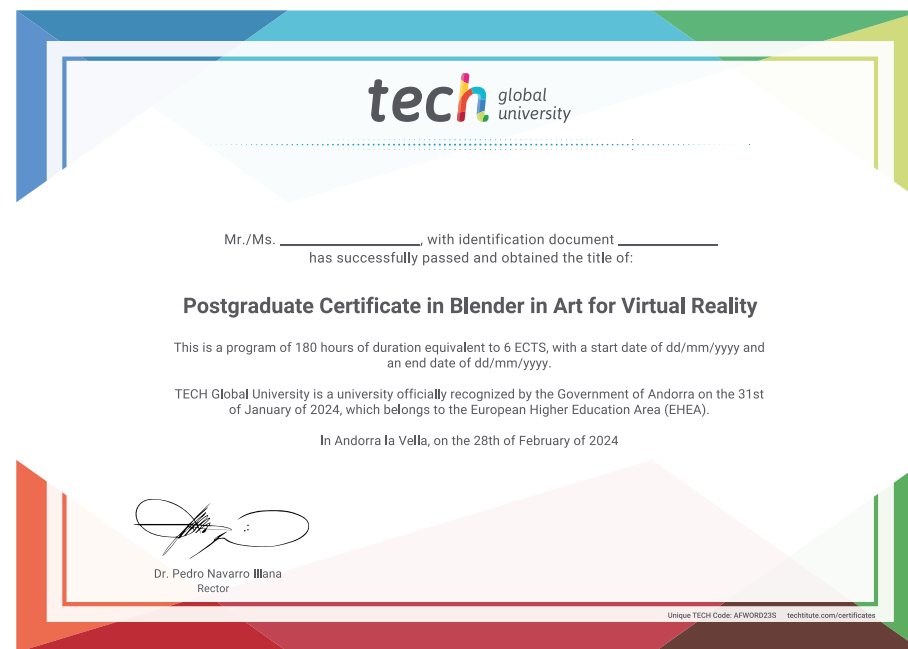 tech global university
Mr./Ms. ____________, with identification document ____________
has successfully passed and obtained the title of:
Postgraduate Certificate in Blender in Art for Virtual Reality
This is a program of 180 hours of duration equivalent to 6 ECTS, with a start date of dd/mm/yyyy and
an end date of dd/mm/yyyy.
TECH Global University is a university officially recognized by the Government of Andorra on the 31st
of January of 2024, which belongs to the European Higher Education Area (EHEA).
In Andorra la Vella, on the 28th of February of 2024
Dr. Pedro Navarro Illana
Rector
Unique TECH Code: AFWORD23S techtitute.com/certificates